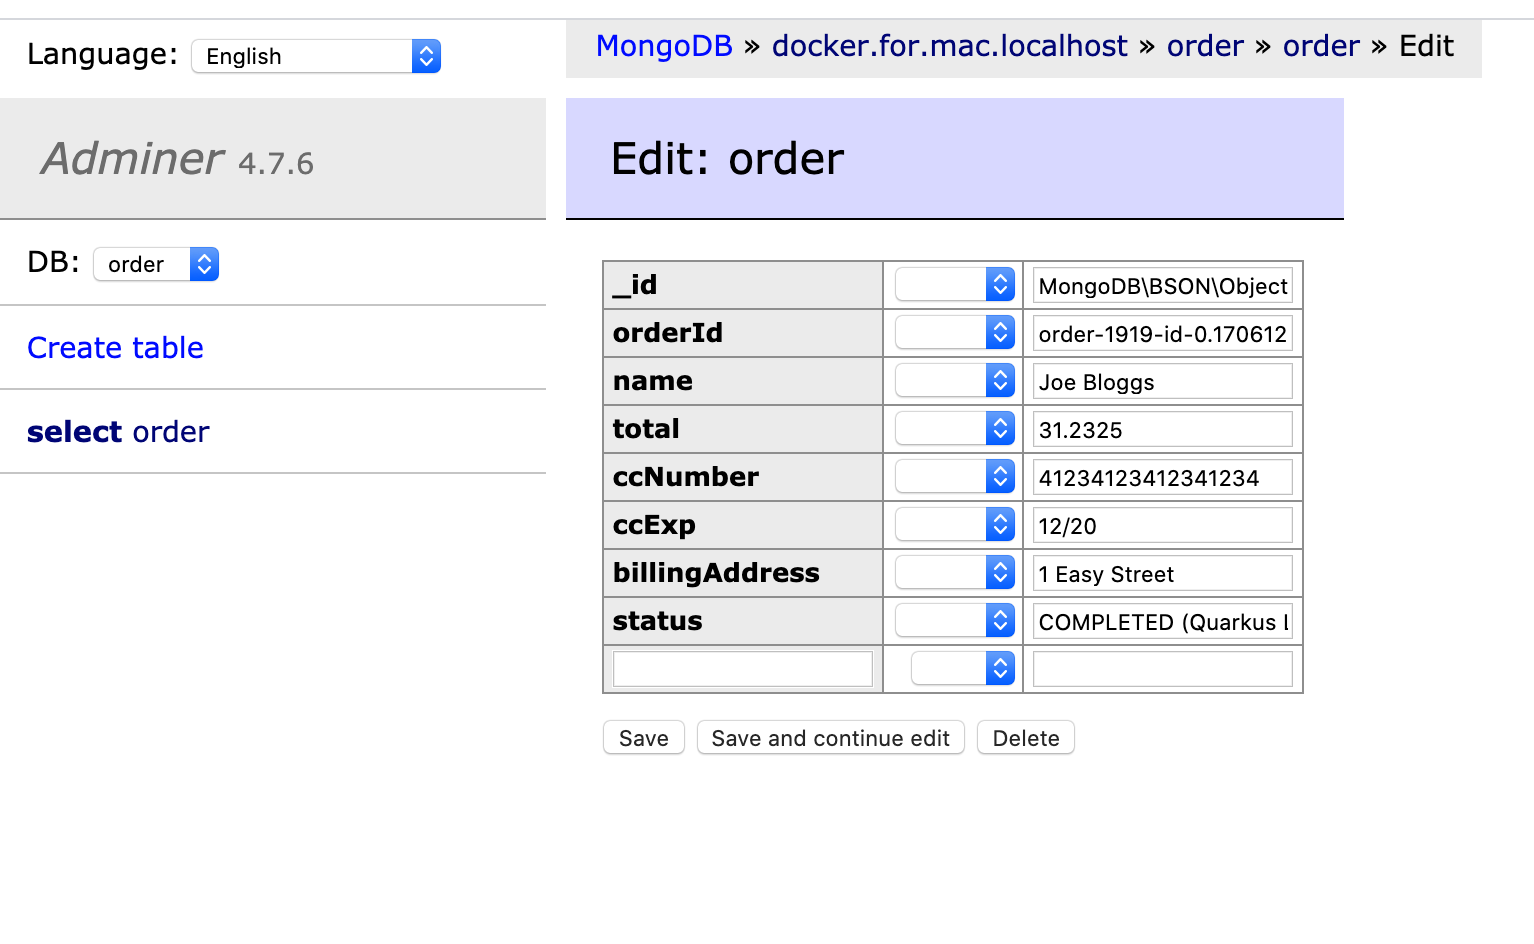 Language: English
MongoDB » docker.for.mac.localhost » order » order » Edit
Adminer 4.7.6
Edit: order
DB: order
Create table
select order
_id MongoDB\BSON\Object
orderId order-1919-id-0.170612
name Joe Bloggs
total 31.2325
ccNumber 41234123412341234
ccExp 12/20
billingAddress 1 Easy Street
status COMPLETED (Quarkus L
Save Save and continue edit Delete